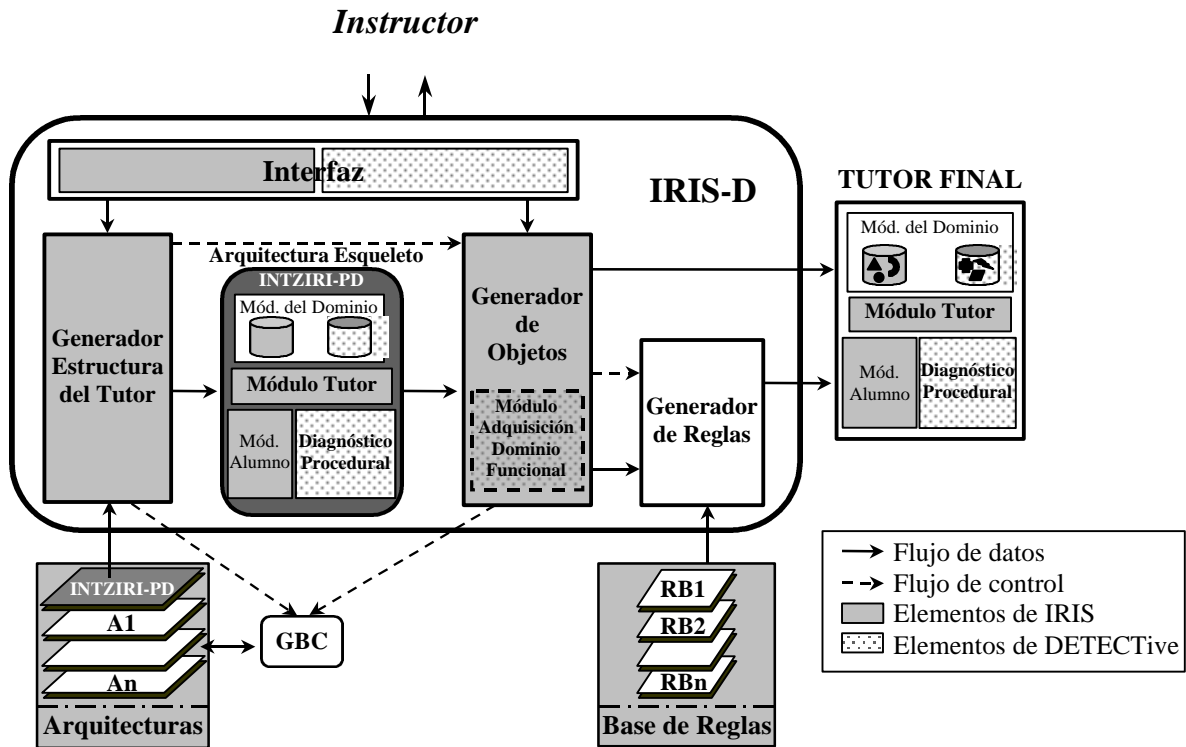 Instructor
Interfaz
IRIS-D
TUTOR FINAL
Generador
Estructura
del Tutor
Arquitectura Esqueleto
INTZIRI-PD
Mód. del Dominio
Módulo Tutor
Mód.
Alumno
Diagnóstico
Procedural
Generador
de
Objetos
Módulo
Adquisición
Dominio
Funcional
Generador
de Reglas
Mód. del Dominio
Módulo Tutor
Mód.
Alumno
Diagnóstico
Procedural
INTZIRI-PD
A1
An
Arquitecturas
GBC
RB1
RB2
RBn
Base de Reglas
Flujo de datos
Flujo de control
Elementos de IRIS
Elementos de DETECTive